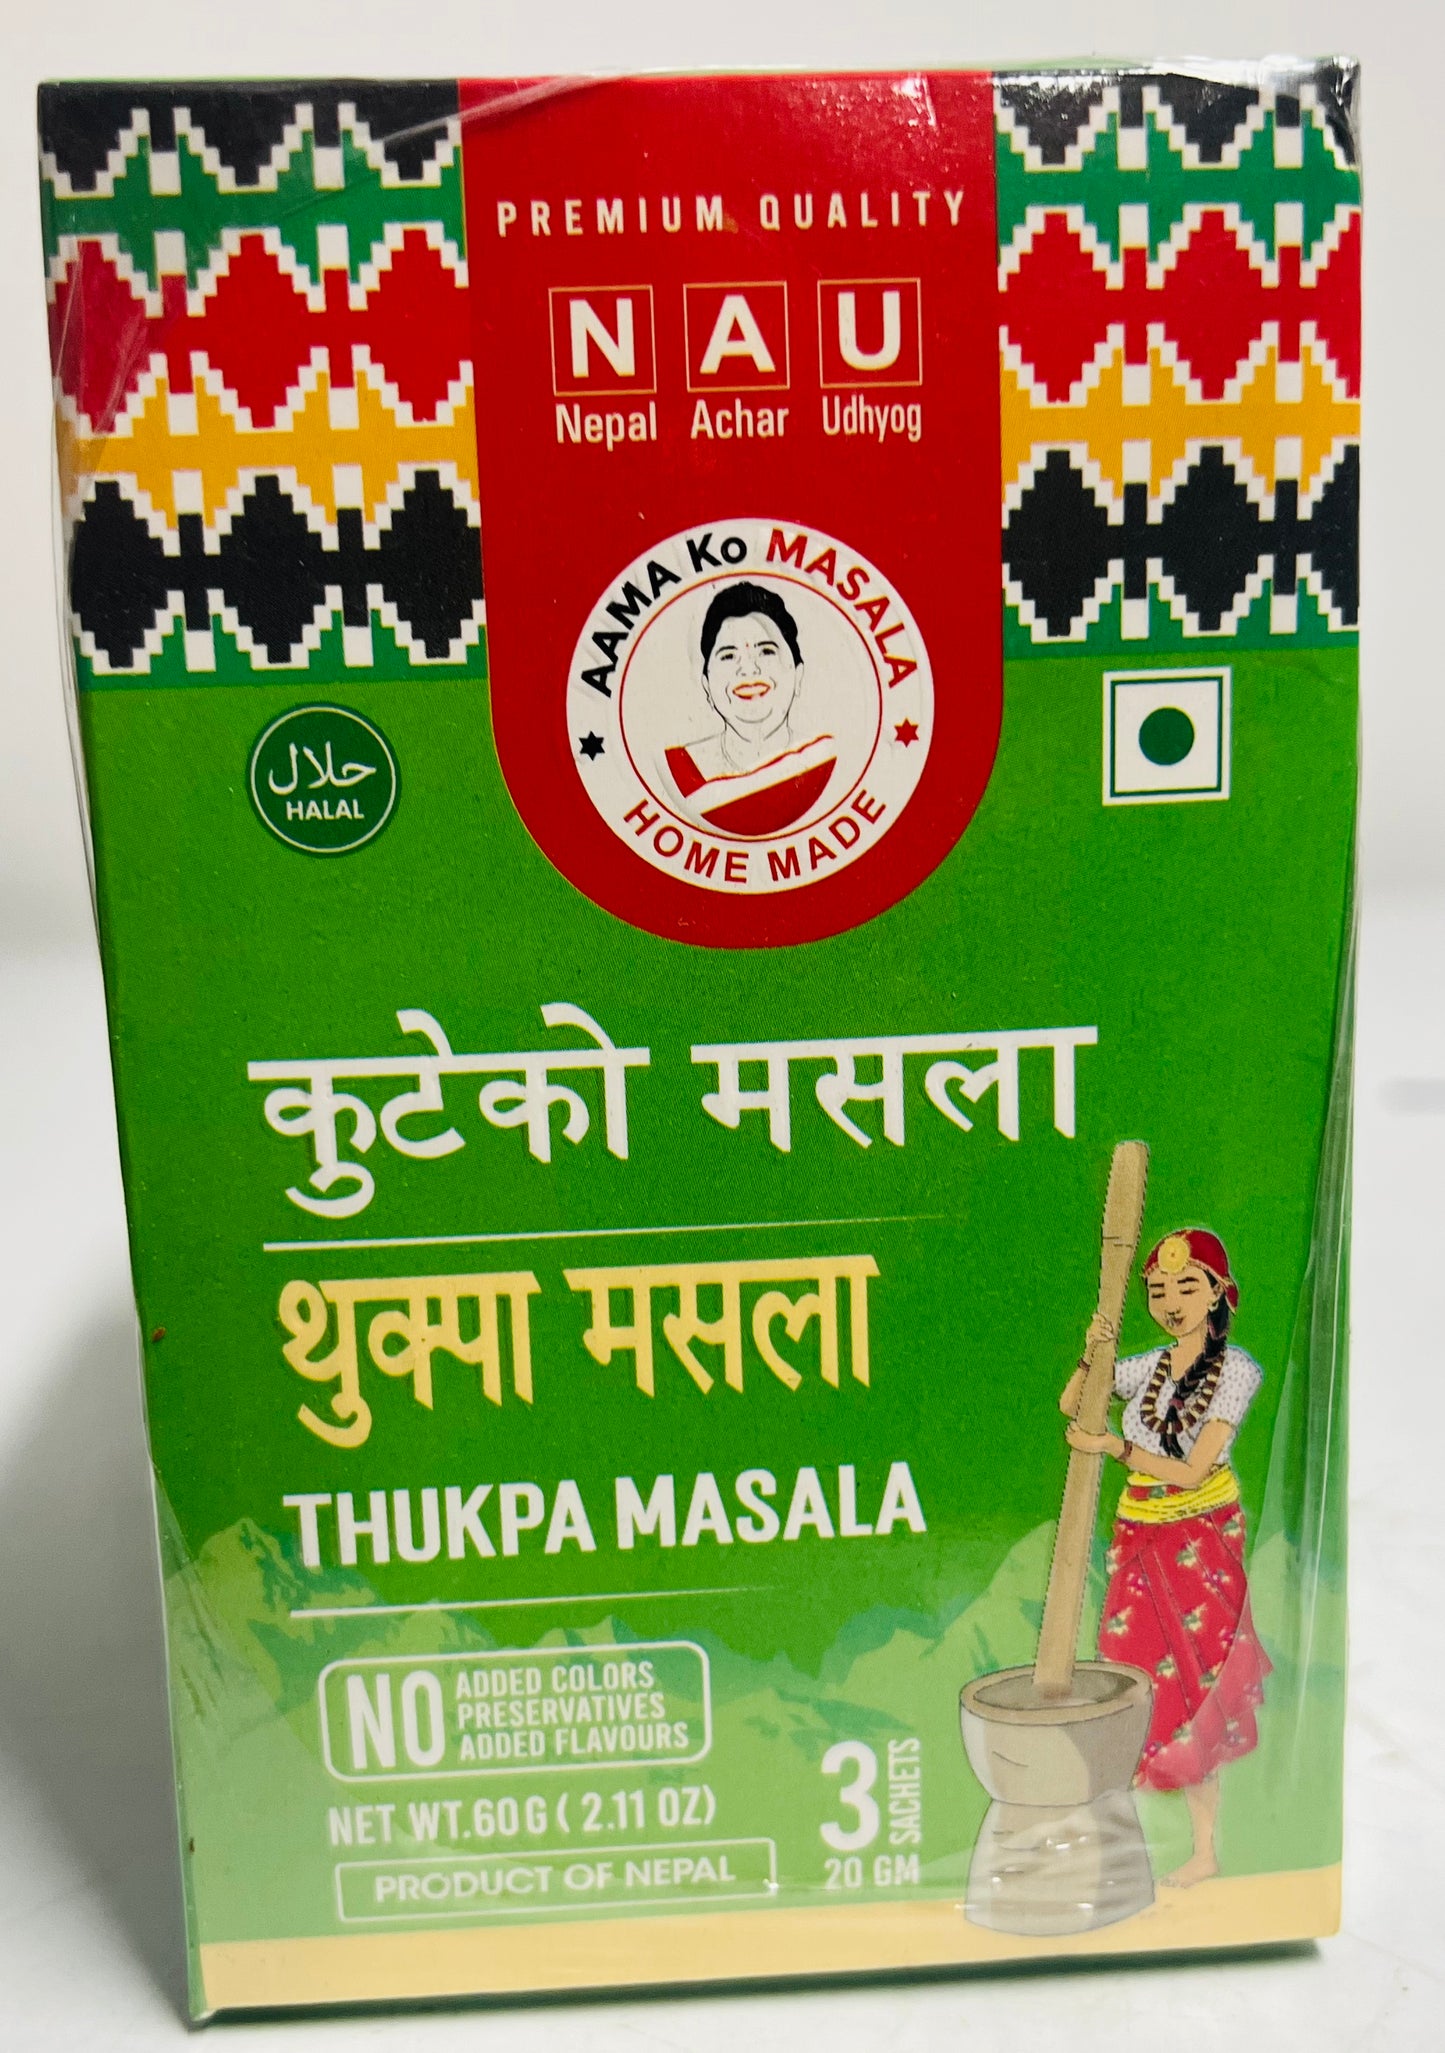 PREMIUM QUALITY
N A U
Nepal Achar Udhyog
AAMA Ko MASALA
HOME MADE
حلال
HALAL
कुटेको मसला
थुक्पा मसला
THUKPA MASALA
NO
ADDED COLORS
PRESERVATIVES
ADDED FLAVOURS
NET WT.60G ( 2.11 OZ)
PRODUCT OF NEPAL
3 SACHETS
20 GM